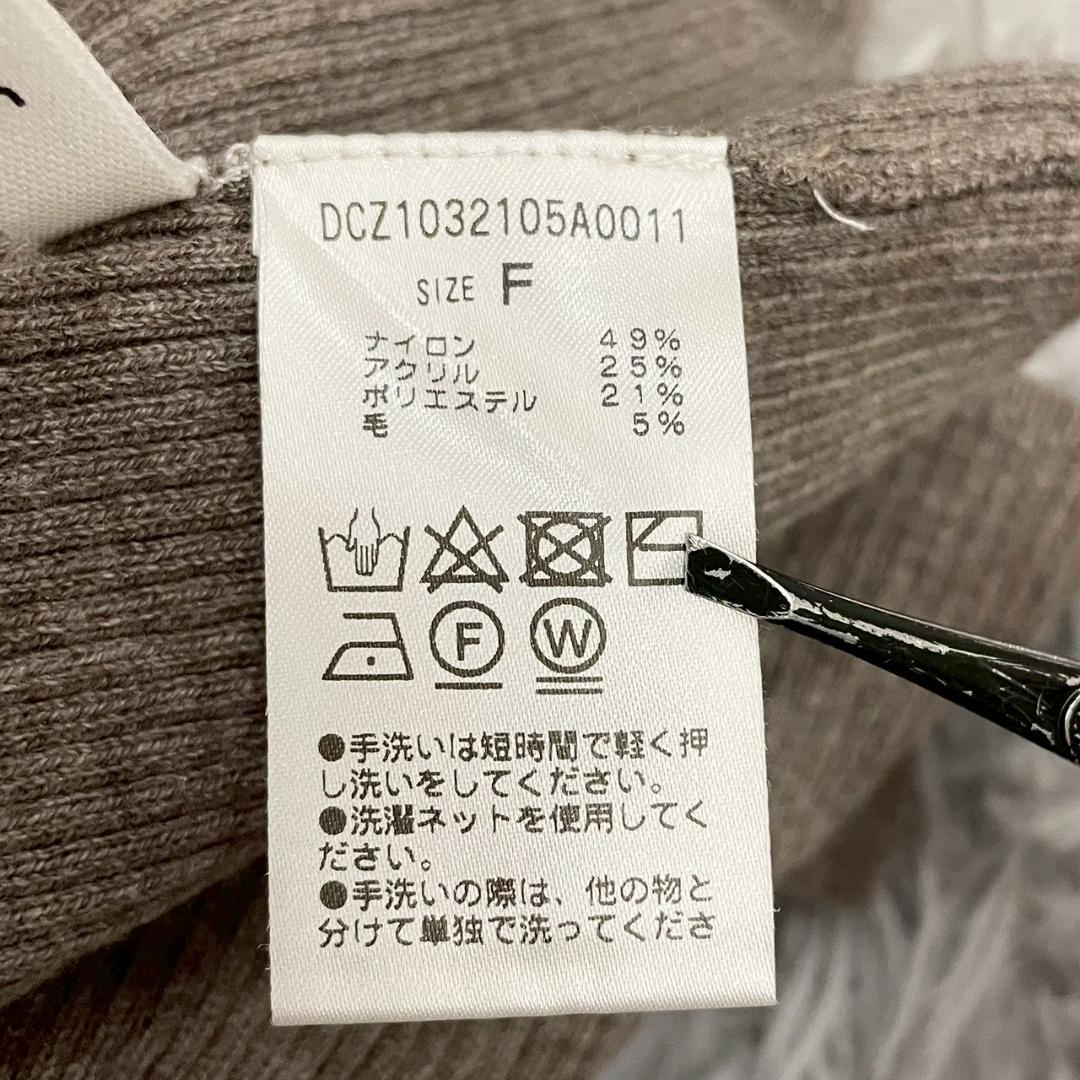 DCZ1032105A0011
SIZE F
ナイロン 49%
アクリル 25%
ポリエステル 21%
毛 5%
F W
●手洗いは短時間で軽く押
し洗いをしてください。
●洗濯ネットを使用してく
ださい。
●手洗いの際は、他の物と
分けて単独で洗ってくださ